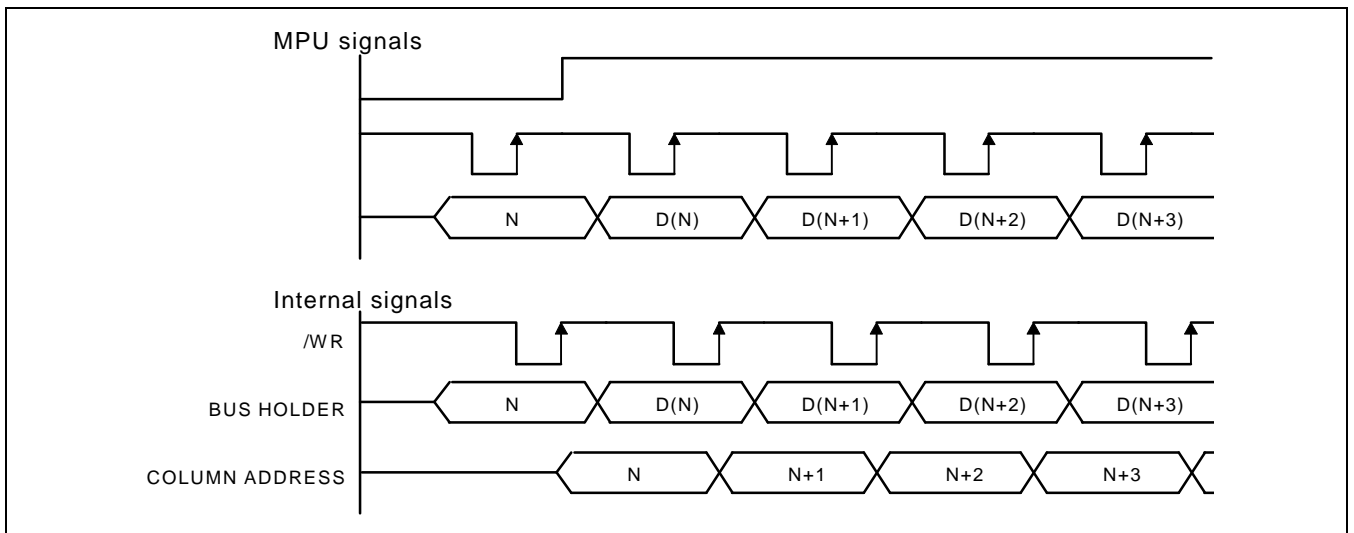 MPU signals
N D(N) D(N+1) D(N+2) D(N+3)
Internal signals
/WR
BUS HOLDER N D(N) D(N+1) D(N+2) D(N+3)
COLUMN ADDRESS N N+1 N+2 N+3